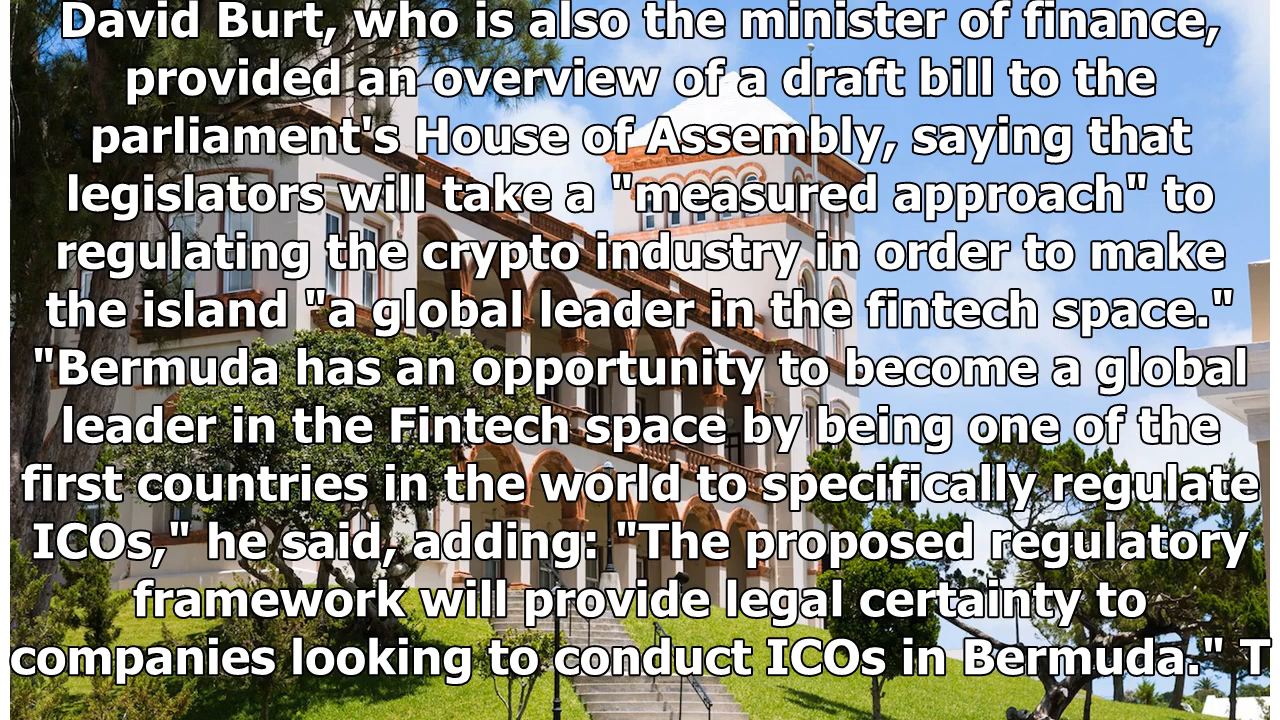 David Burt, who is also the minister of finance,
provided an overview of a draft bill to the
parliament's House of Assembly, saying that
legislators will take a "measured approach" to
regulating the crypto industry in order to make
the island "a global leader in the fintech space."
"Bermuda has an opportunity to become a global
leader in the Fintech space by being one of the
first countries in the world to specifically regulate
ICOs," he said, adding: "The proposed regulatory
framework will provide legal certainty to
companies looking to conduct ICOs in Bermuda." T